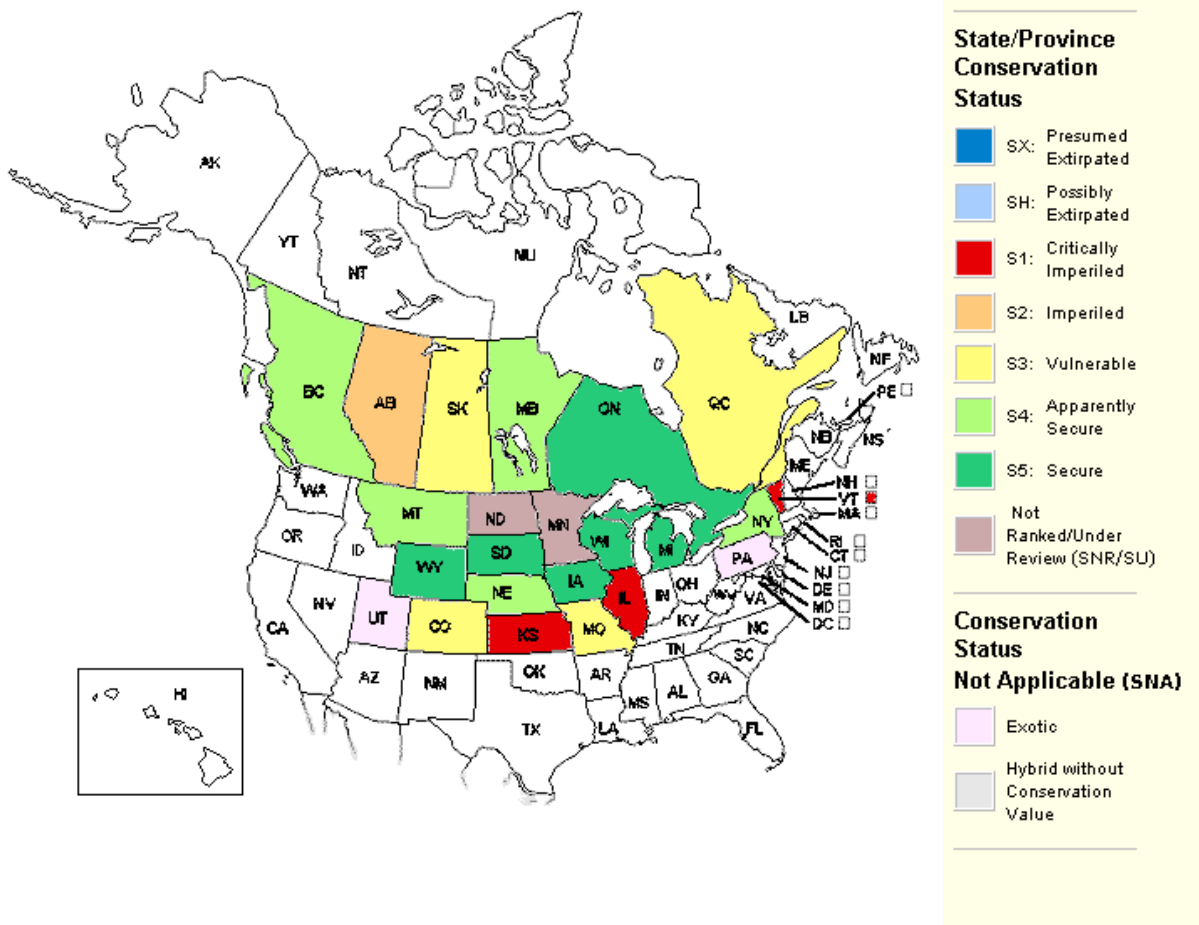 AK
YT
NT
NU
LB
NF
PE
BC
AB
SK
MB
ON
QC
NB
NS
ME
NH
VT
MA
RI
CT
NJ
DE
MD
DC
WA
MT
ND
MN
WI
MI
NY
PA
OR
ID
WY
SD
IA
NE
IL
IN
OH
WV
VA
NV
UT
CO
KS
MO
KY
CA
AZ
NM
OK
AR
TN
NC
SC
MS
AL
GA
TX
LA
FL
HI
State/Province
Conservation
Status
SX: Presumed
Extirpated
SH: Possibly
Extirpated
S1: Critically
Imperiled
S2: Imperiled
S3: Vulnerable
S4: Apparently
Secure
S5: Secure
Not
Ranked/Under
Review (SNR/SU)
Conservation
Status
Not Applicable (SNA)
Exotic
Hybrid without
Conservation
Value